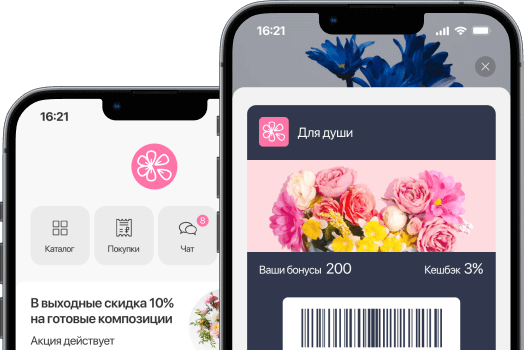 16:21
Каталог
Покупки
Чат
8
В выходные скидка 10%
на готовые композиции
Акция действует
16:21
Для души
Ваши бонусы 200
Кешбэк 3%